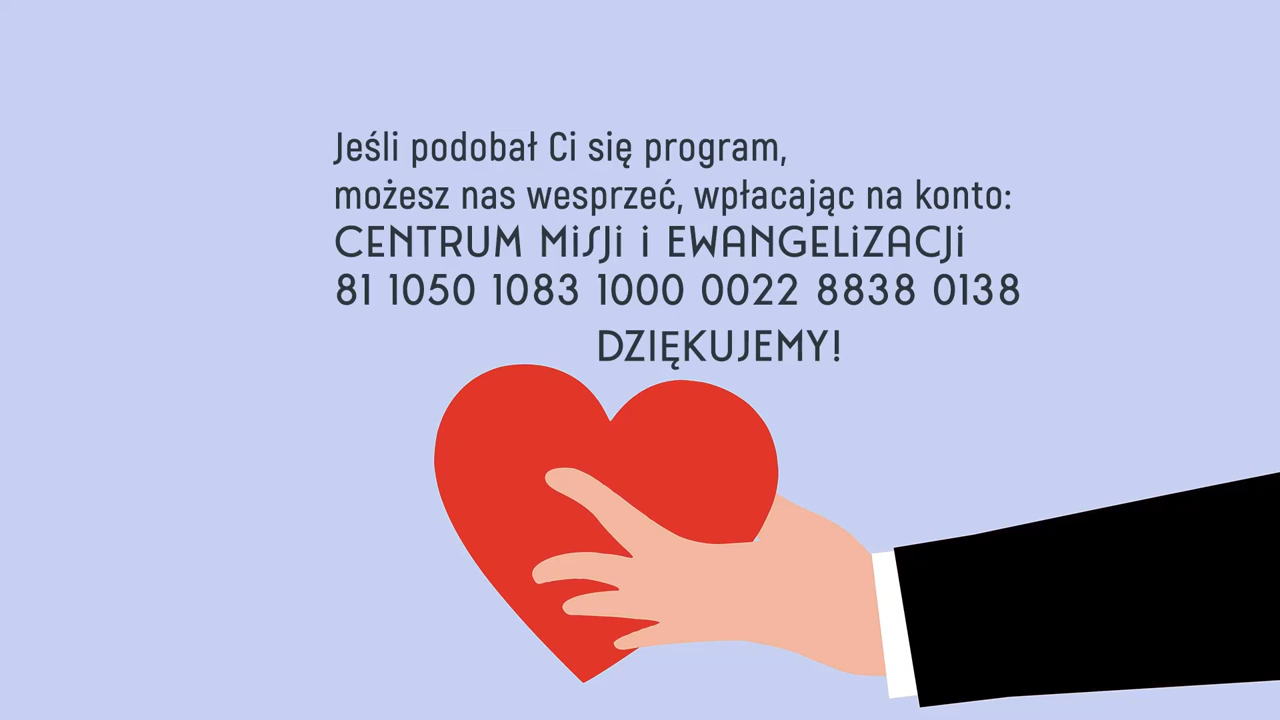 Jeśli podobał Ci się program,
możesz nas wesprzeć, wpłacając na konto:
CENTRUM MiSJi i EWANGELiZACJi
81 1050 1083 1000 0022 8838 0138
DZIĘKUJEMY!